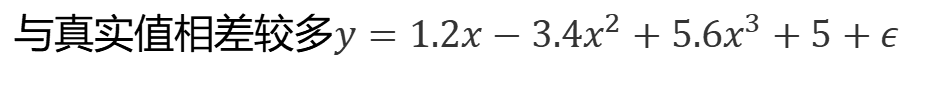 与真实值相差较多y = 1.2x − 3.4x² + 5.6x³ + 5 + ϵ